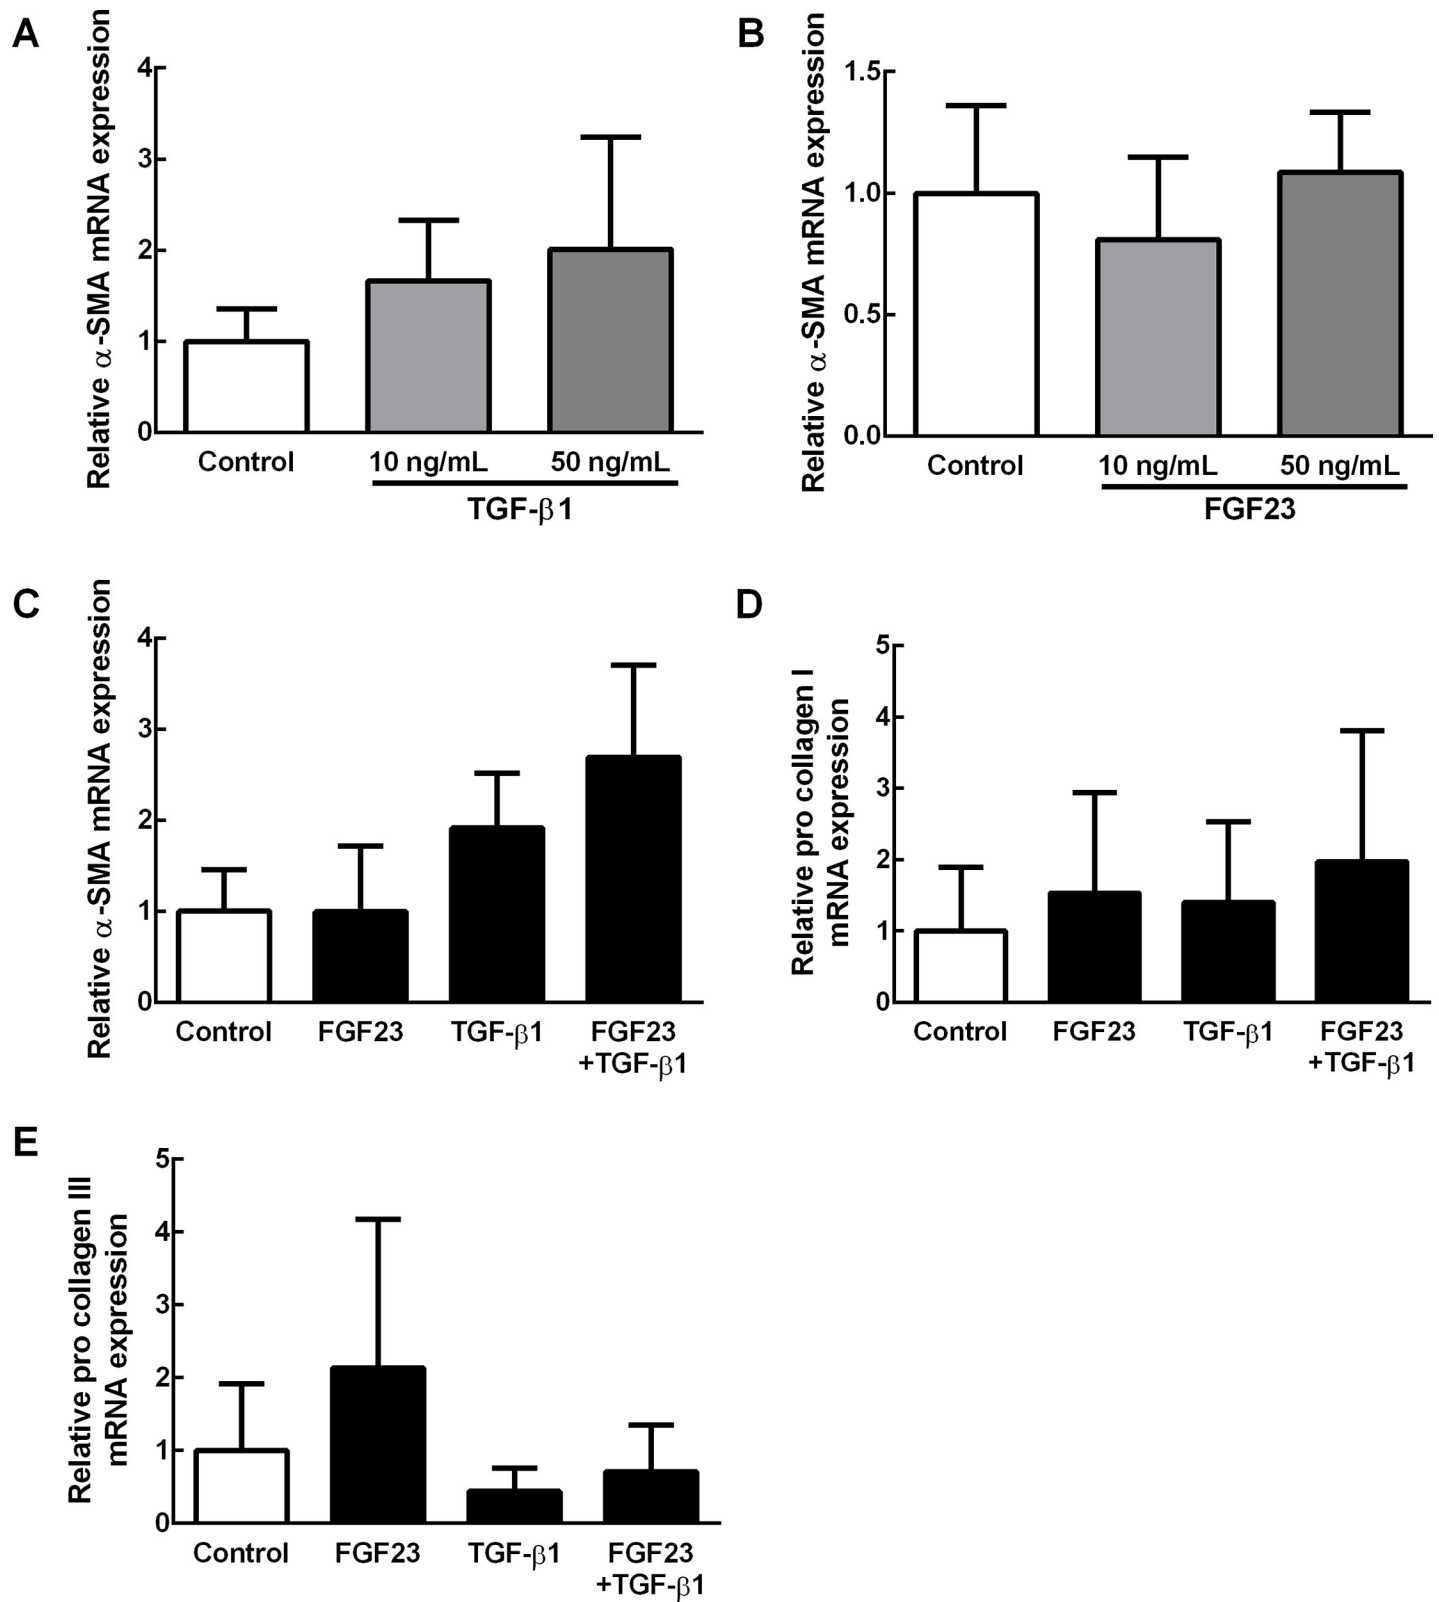 A
Relative α-SMA mRNA expression
4
3
2
1
0
Control
10 ng/mL
50 ng/mL
TGF-β1
B
Relative α-SMA mRNA expression
1.5
1.0
0.5
0.0
Control
10 ng/mL
50 ng/mL
FGF23
C
Relative α-SMA mRNA expression
4
3
2
1
0
Control
FGF23
TGF-β1
FGF23
+TGF-β1
D
Relative pro collagen I
mRNA expression
5
4
3
2
1
0
Control
FGF23
TGF-β1
FGF23
+TGF-β1
E
Relative pro collagen III
mRNA expression
5
4
3
2
1
0
Control
FGF23
TGF-β1
FGF23
+TGF-β1